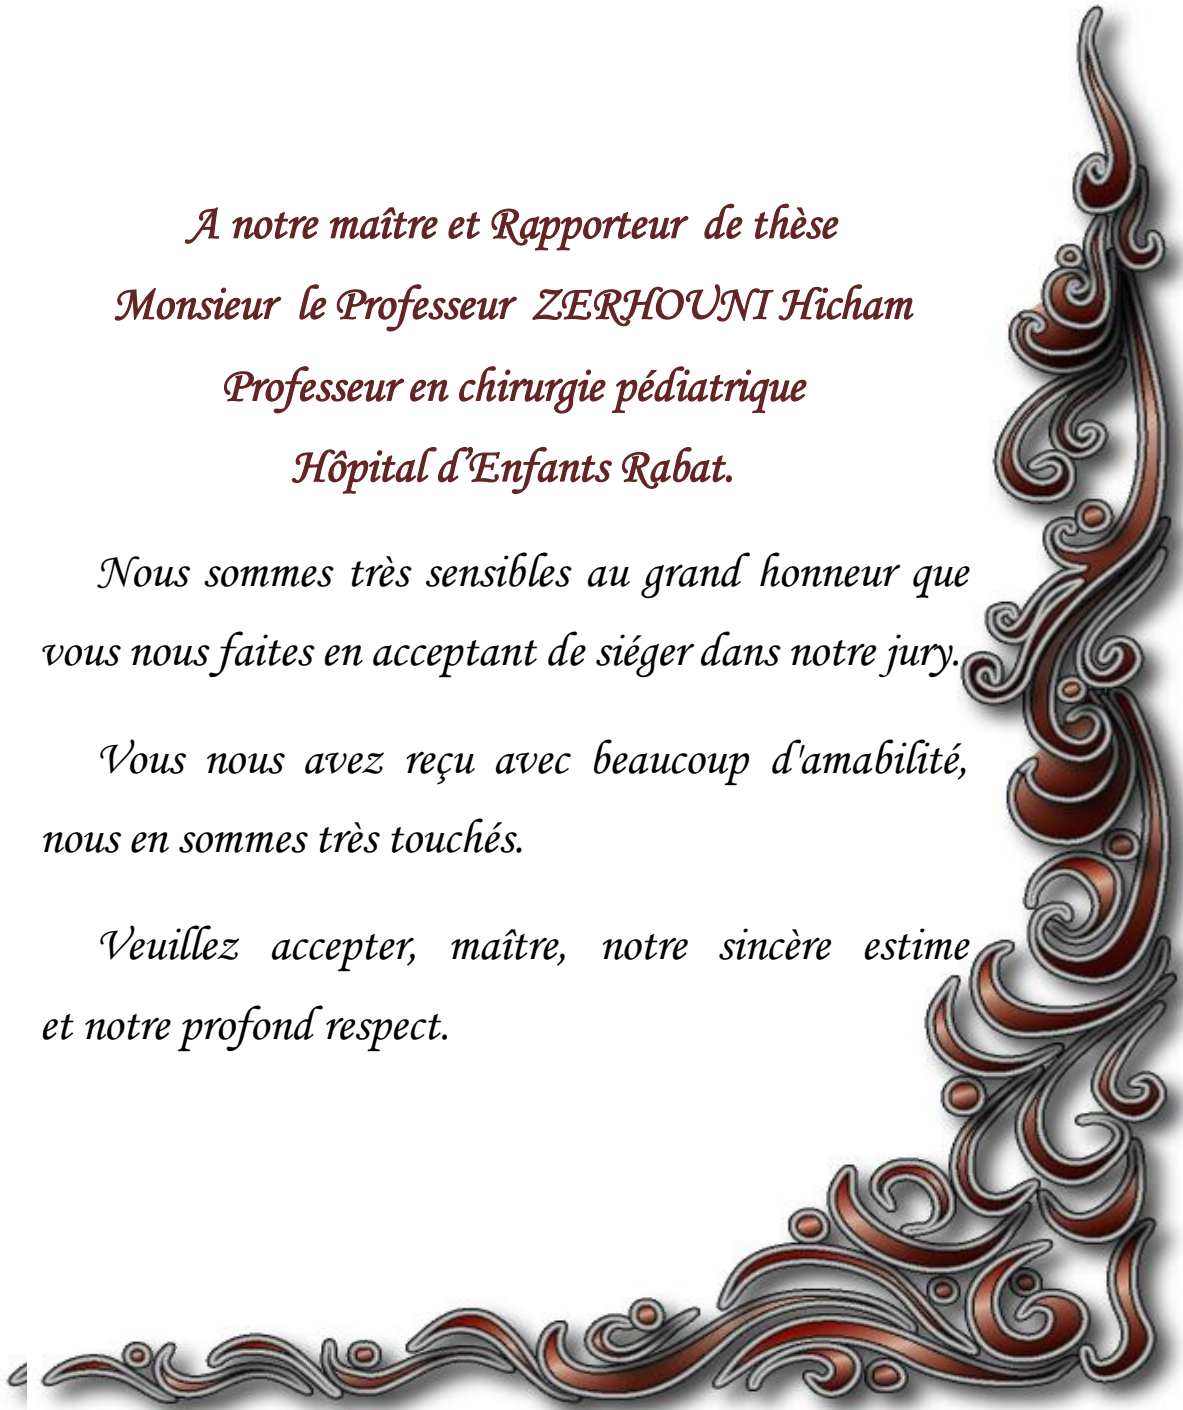 A notre maître et Rapporteur de thèse
Monsieur le Professeur ZERHOUNI Hicham
Professeur en chirurgie pédiatrique
Hôpital d'Enfants Rabat.
Nous sommes très sensibles au grand honneur que
vous nous faites en acceptant de siéger dans notre jury.
Vous nous avez reçu avec beaucoup d'amabilité,
nous en sommes très touchés.
Veuillez accepter, maître, notre sincère estime
et notre profond respect.